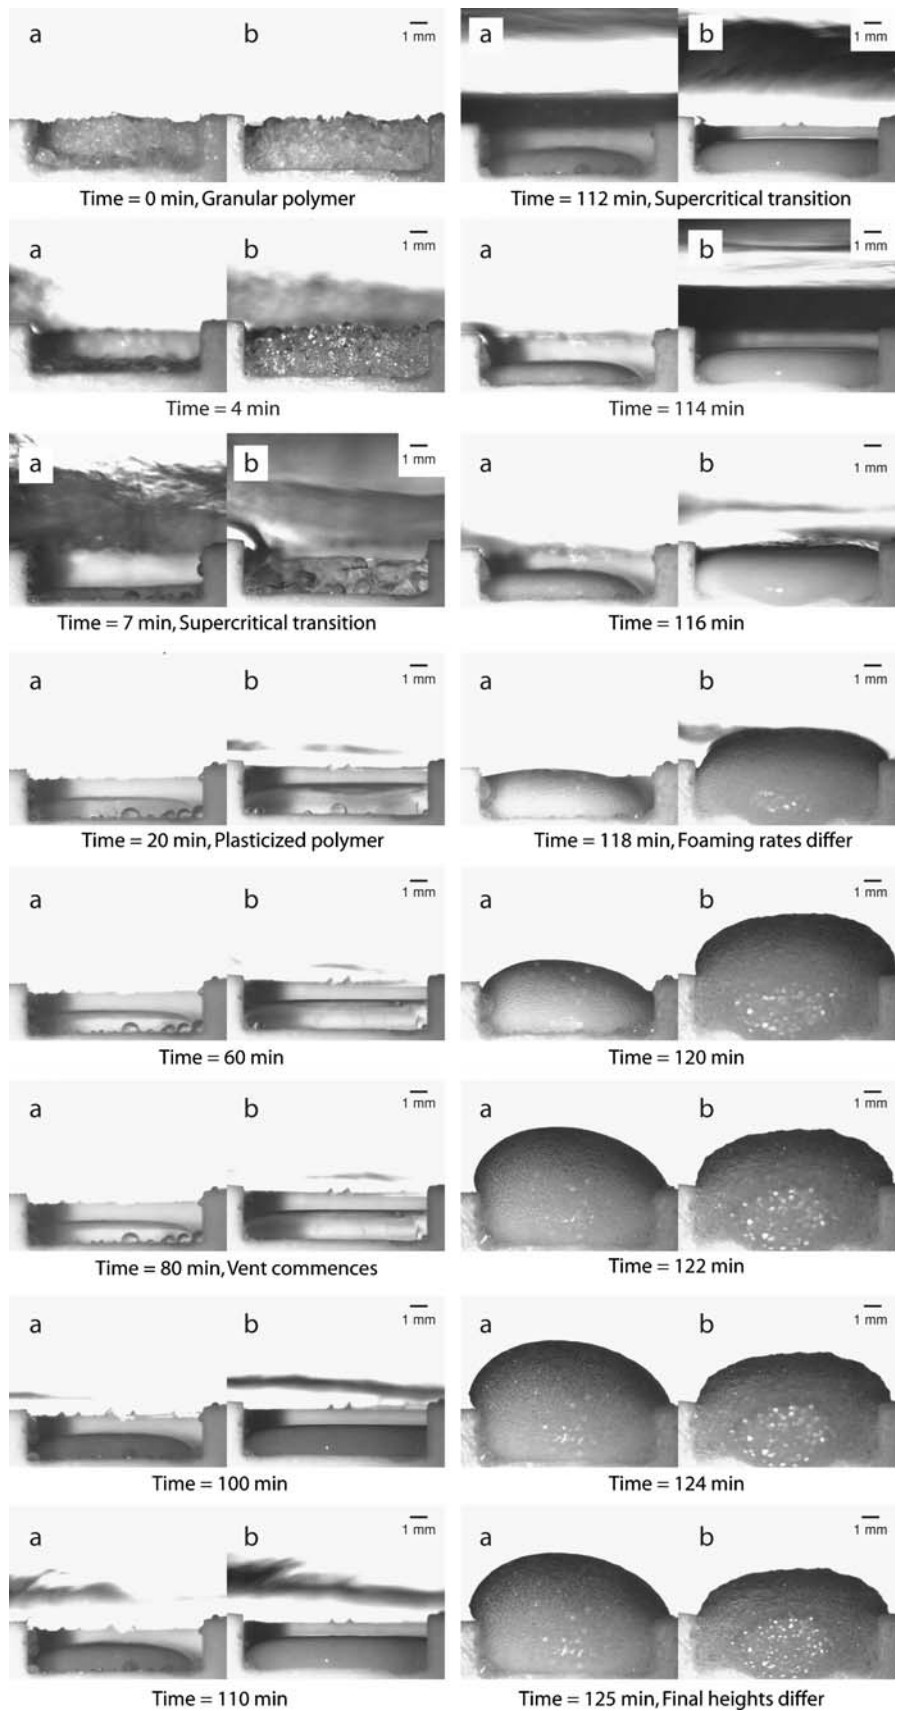 a b 1 mm
Time = 0 min, Granular polymer
a b 1 mm
Time = 4 min
a b 1 mm
Time = 7 min, Supercritical transition
a b 1 mm
Time = 20 min, Plasticized polymer
a b 1 mm
Time = 60 min
a b 1 mm
Time = 80 min, Vent commences
a b 1 mm
Time = 100 min
a b 1 mm
Time = 110 min
a b 1 mm
Time = 112 min, Supercritical transition
a b 1 mm
Time = 114 min
a b 1 mm
Time = 116 min
a b 1 mm
Time = 118 min, Foaming rates differ
a b 1 mm
Time = 120 min
a b 1 mm
Time = 122 min
a b 1 mm
Time = 124 min
a b 1 mm
Time = 125 min, Final heights differ